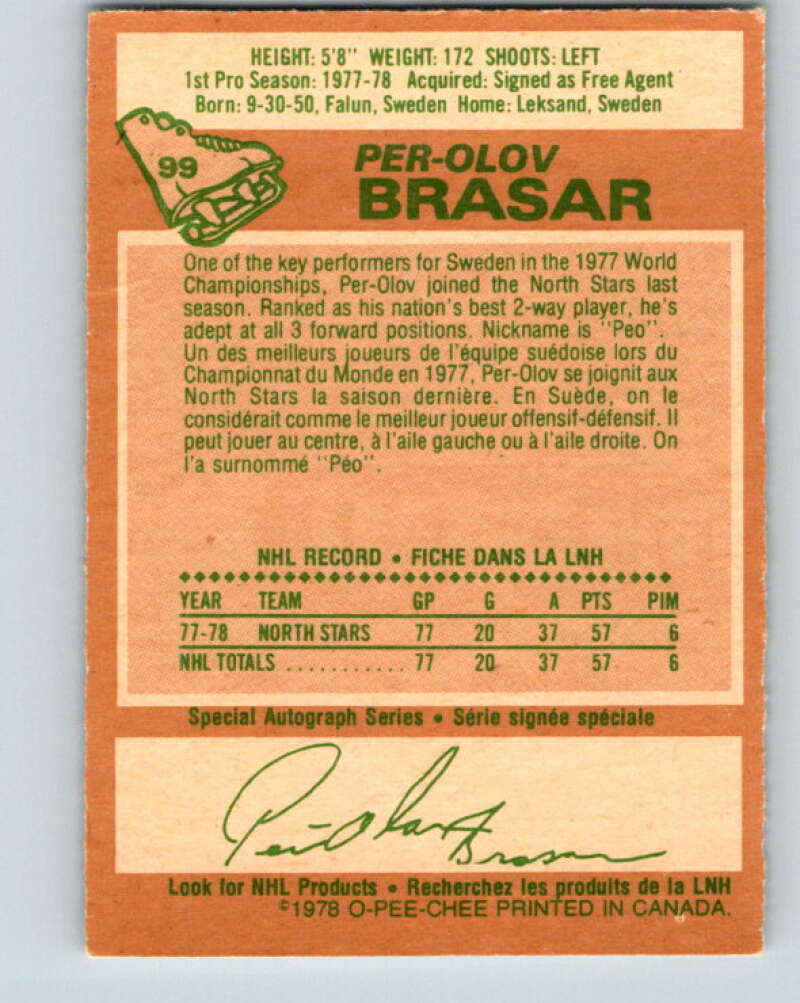 HEIGHT: 5'8" WEIGHT: 172 SHOOTS: LEFT
1st Pro Season: 1977-78 Acquired: Signed as Free Agent
Born: 9-30-50, Falun, Sweden Home: Leksand, Sweden
99
PER-OLOV
BRASAR
One of the key performers for Sweden in the 1977 World
Championships, Per-Olov joined the North Stars last
season. Ranked as his nation's best 2-way player, he's
adept at all 3 forward positions. Nickname is "Peo".
Un des meilleurs joueurs de l'équipe suédoise lors du
Championnat du Monde en 1977, Per-Olov se joignit aux
North Stars la saison dernière. En Suède, on le
considérait comme le meilleur joueur offensif-défensif. Il
peut jouer au centre, à l'aile gauche ou à l'aile droite. On
l'a surnommé "Péo".
NHL RECORD • FICHE DANS LA LNH
YEAR TEAM GP G A PTS PIM
77-78 NORTH STARS 77 20 37 57 6
NHL TOTALS ........... 77 20 37 57 6
Special Autograph Series • Série signée spéciale
Per-Olov Brasar
Look for NHL Products • Recherchez les produits de la LNH
©1978 O-PEE-CHEE PRINTED IN CANADA.